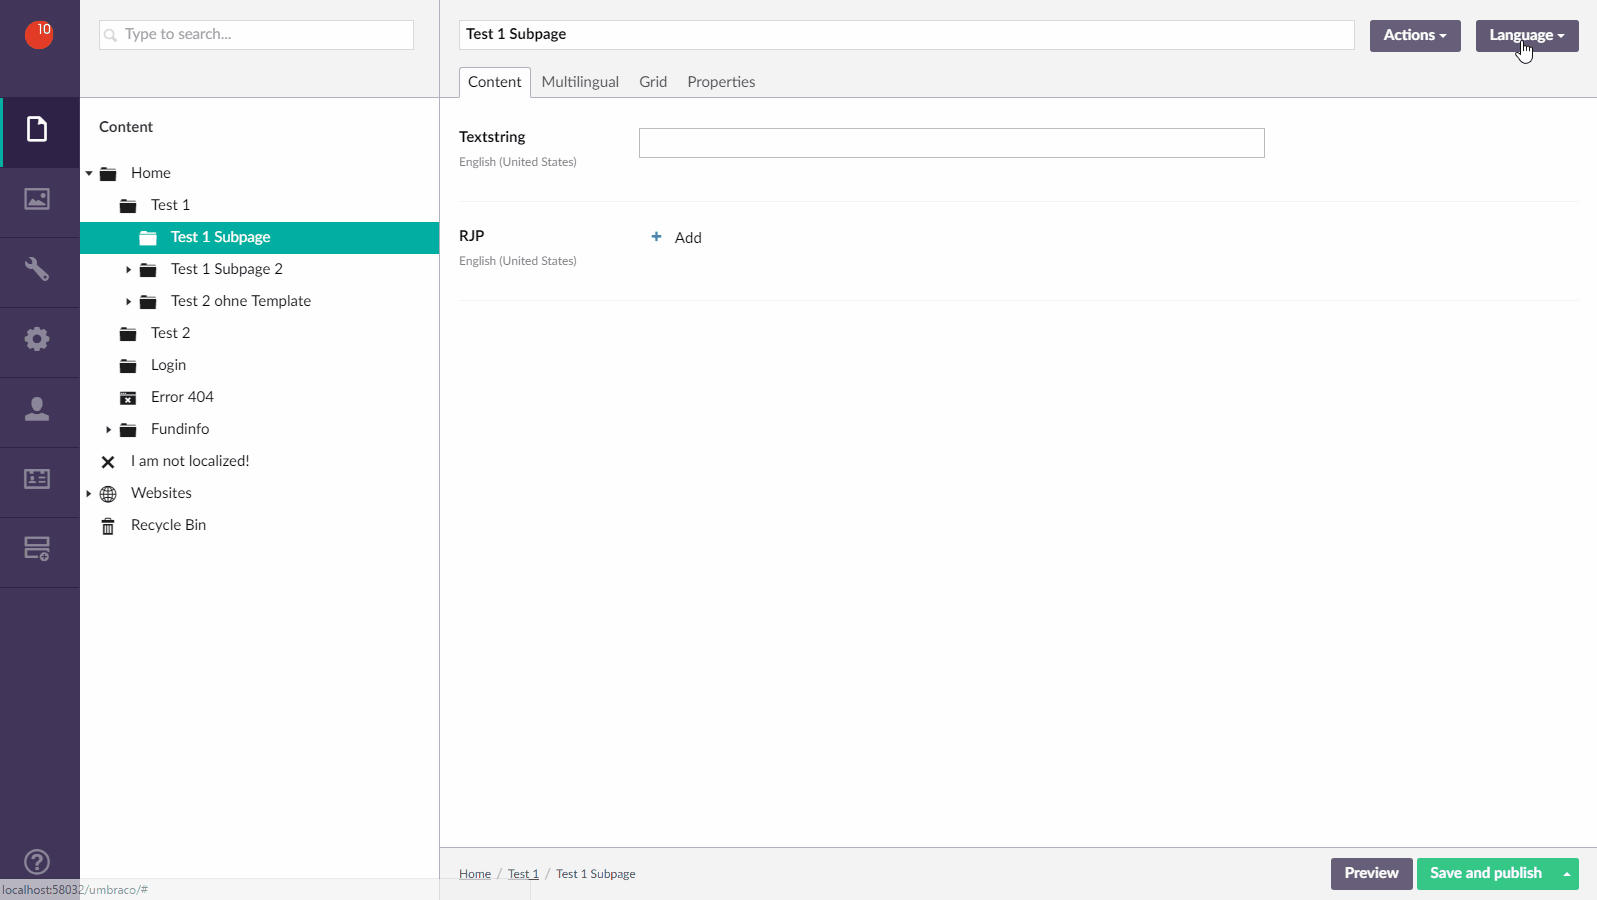 10
Type to search...
Test 1 Subpage
Actions
Language
Content
Multilingual
Grid
Properties
Content
Home
Test 1
Test 1 Subpage
Test 1 Subpage 2
Test 2 ohne Template
Test 2
Login
Error 404
Fundinfo
I am not localized!
Websites
Recycle Bin
Textstring
English (United States)
RJP
English (United States)
+ Add
Home / Test 1 / Test 1 Subpage
Preview
Save and publish
localhost:58032/umbraco/#